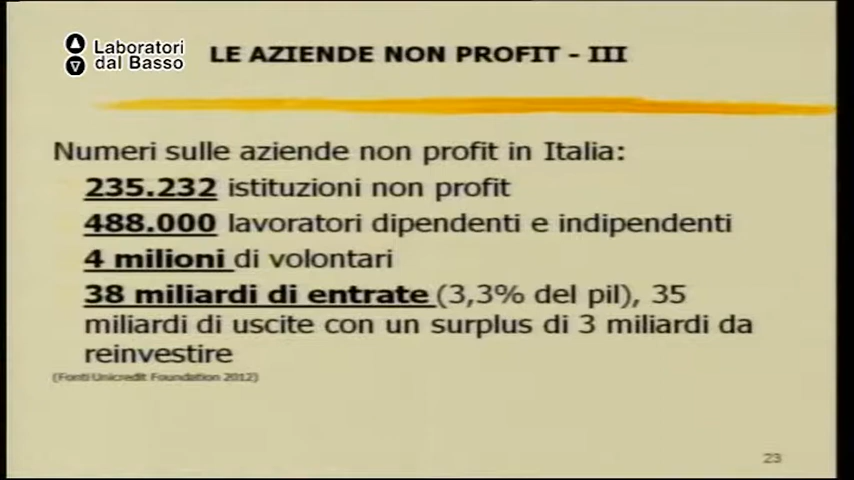 Laboratori
dal Basso
LE AZIENDE NON PROFIT - III
Numeri sulle aziende non profit in Italia:
235.232 istituzioni non profit
488.000 lavoratori dipendenti e indipendenti
4 milioni di volontari
38 miliardi di entrate (3,3% del pil), 35
miliardi di uscite con un surplus di 3 miliardi da
reinvestire
(Fonti Unicredit Foundation 2012)
23